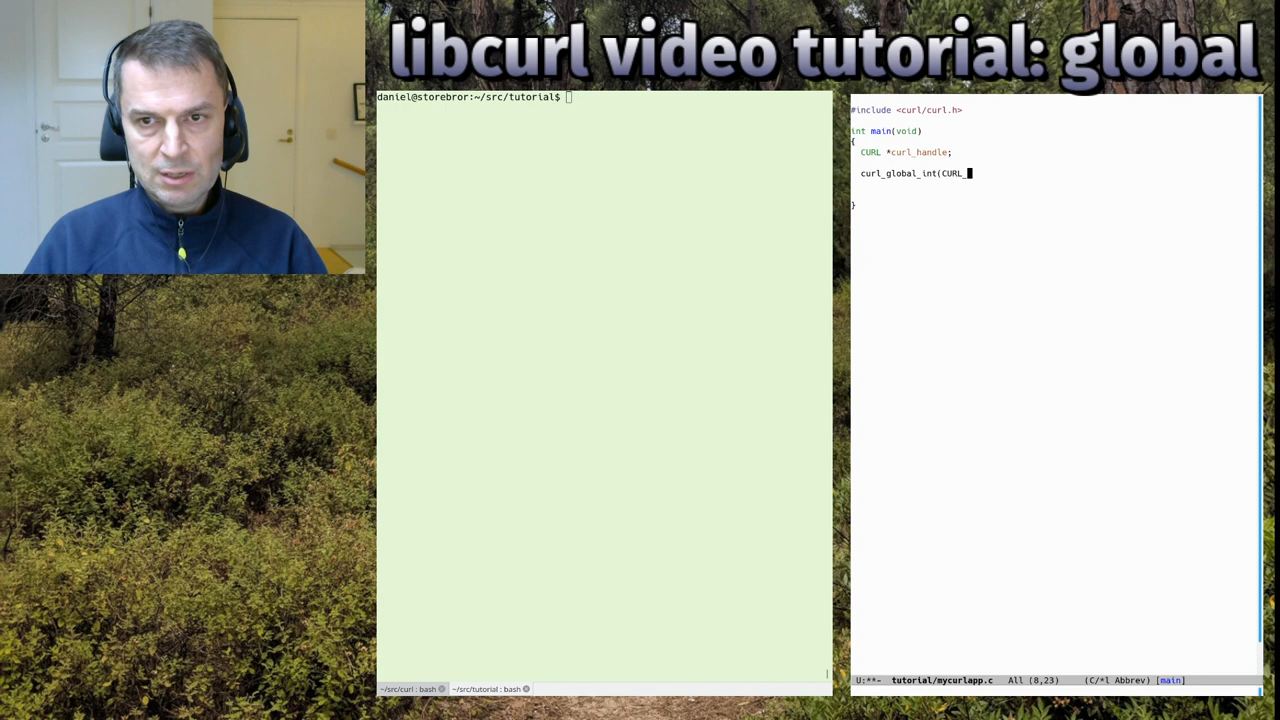 libcurl video tutorial: global
daniel@storebror:~/src/tutorial$
~/src/curl : bash
~/src/tutorial : bash
#include <curl/curl.h>
int main(void)
{
CURL *curl_handle;
curl_global_int(CURL_
}
U:**- tutorial/mycurlapp.c All (8,23) (C/*l Abbrev) [main]